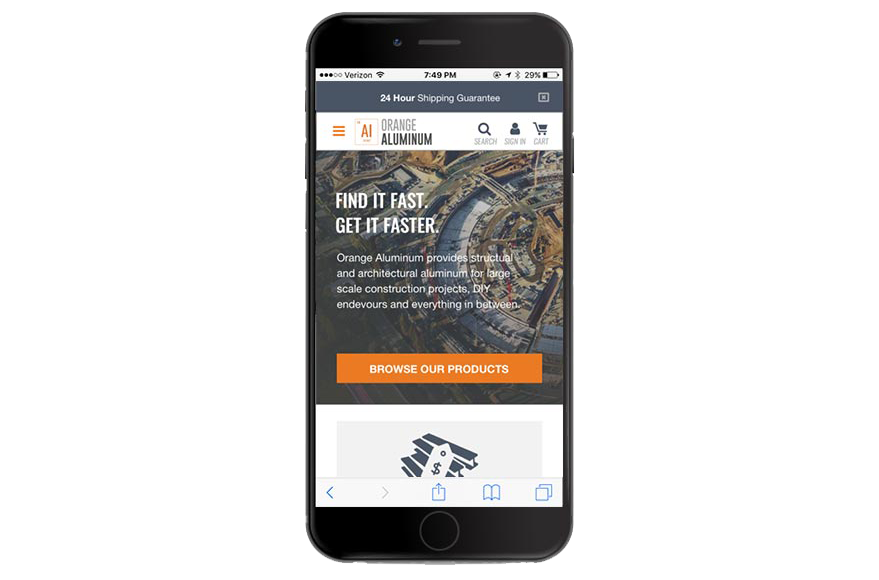 ●●●○○ Verizon 7:49 PM 29%
24 Hour Shipping Guarantee
Al
ORANGE
ALUMINUM
SEARCH SIGN IN CART
FIND IT FAST.
GET IT FASTER.
Orange Aluminum provides structual
and architectural aluminum for large
scale construction projects, DIY
endevours and everything in between.
BROWSE OUR PRODUCTS
$